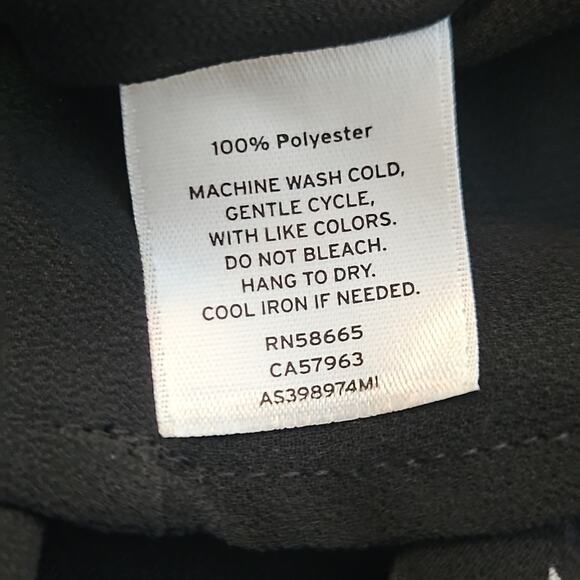 100% Polyester
MACHINE WASH COLD,
GENTLE CYCLE,
WITH LIKE COLORS.
DO NOT BLEACH.
HANG TO DRY.
COOL IRON IF NEEDED.
RN58665
CA57963
AS398974MI